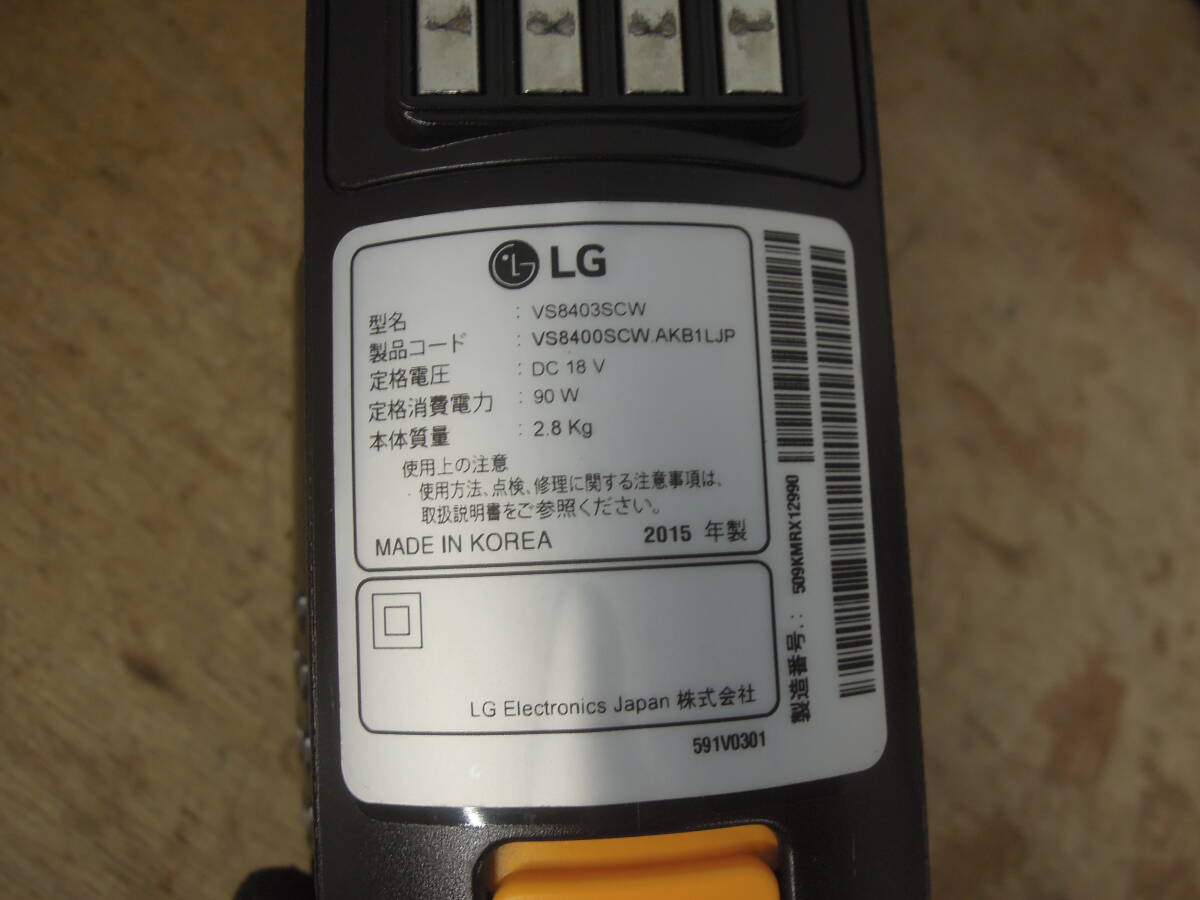 LG
型名 : VS8403SCW
製品コード : VS8400SCW.AKB1LJP
定格電圧 : DC 18 V
定格消費電力 : 90 W
本体質量 : 2.8 Kg
使用上の注意
・使用方法、点検、修理に関する注意事項は、
取扱説明書をご参照ください。
MADE IN KOREA 2015 年製
LG Electronics Japan 株式会社
591V0301
製造番号.: 509KMRX12990